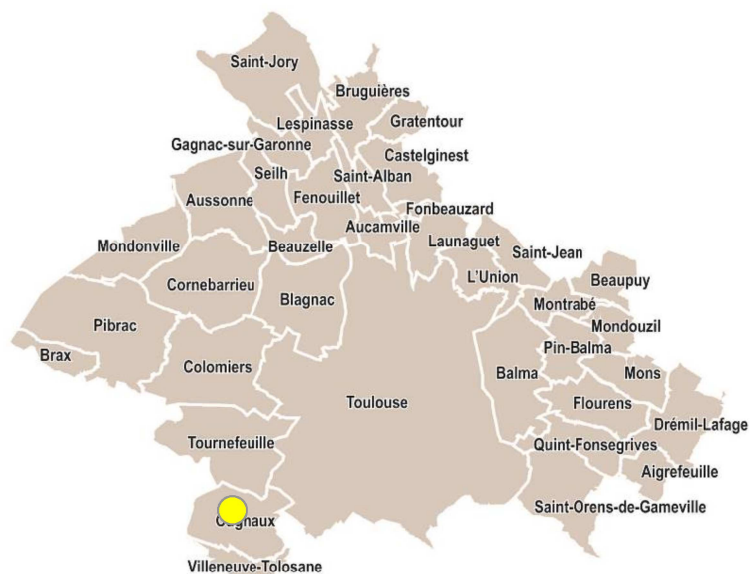 Saint-Jory
Bruguières
Lespinasse
Gratentour
Gagnac-sur-Garonne
Castelginest
Seilh
Saint-Alban
Aussonne
Fenouillet
Fonbeauzard
Aucamville
Mondonville
Beauzelle
Launaguet
Saint-Jean
Cornebarrieu
L'Union
Beaupuy
Blagnac
Montrabé
Pibrac
Mondouzil
Brax
Pin-Balma
Colomiers
Balma
Mons
Toulouse
Flourens
Drémil-Lafage
Tournefeuille
Quint-Fonsegrives
Aigrefeuille
Saint-Orens-de-Gameville
Cugnaux
Villeneuve-Tolosane